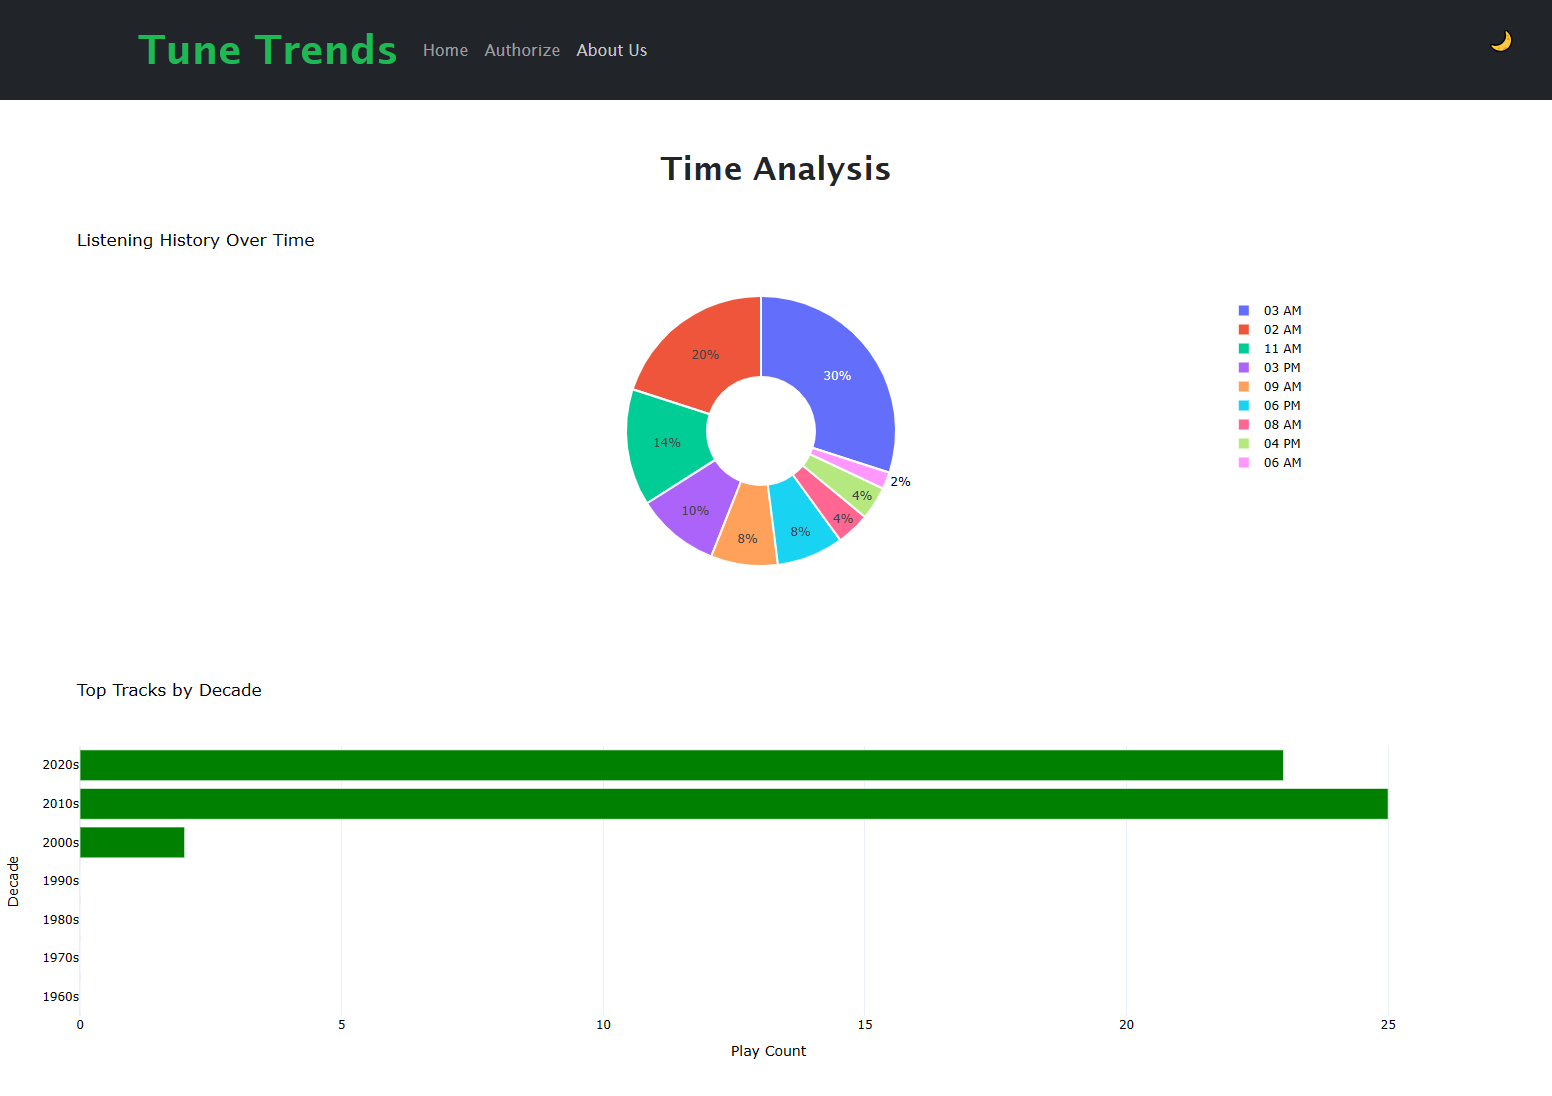 Tune Trends Home Authorize About Us
Time Analysis
Listening History Over Time
30%
20%
14%
10%
8%
8%
4%
4%
2%
03 AM
02 AM
11 AM
03 PM
09 AM
06 PM
08 AM
04 PM
06 AM
Top Tracks by Decade
Decade
2020s
2010s
2000s
1990s
1980s
1970s
1960s
0 5 10 15 20 25
Play Count